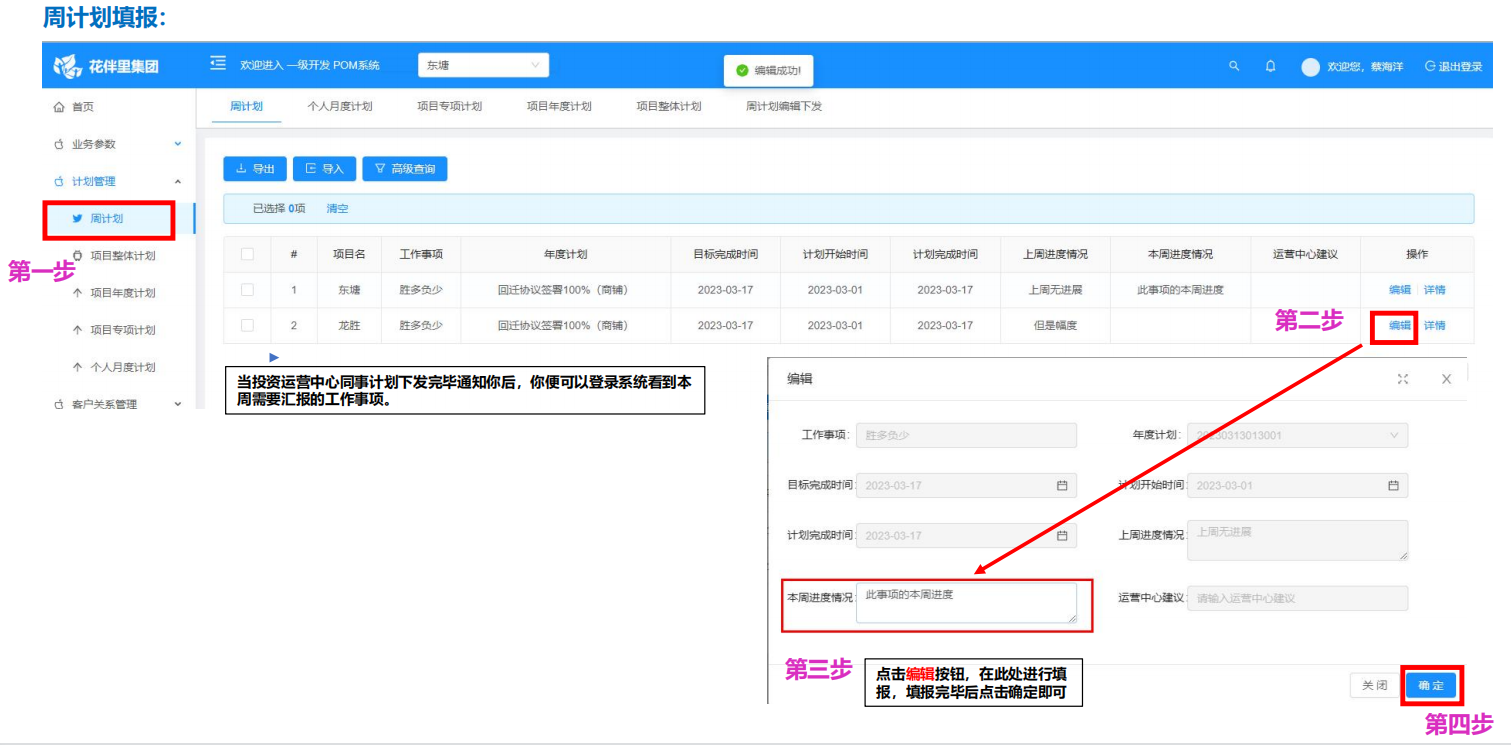 周计划填报：
花伴里集团
欢迎进入 一级开发 POM系统
东塘
编辑成功!
欢迎您，蔡海洋
退出登录
首页
周计划
个人月度计划
项目专项计划
项目年度计划
项目整体计划
周计划编辑下发
业务参数
导出
导入
高级查询
计划管理
已选择 0项 清空
周计划
# 项目名 工作事项 年度计划 目标完成时间 计划开始时间 计划完成时间 上周进度情况 本周进度情况 运营中心建议 操作
项目整体计划
第一步
1 东塘 胜多负少 回迁协议签署100%（商铺） 2023-03-17 2023-03-01 2023-03-17 上周无进展 此事项的本周进度 编辑 详情
项目年度计划
2 龙胜 胜多负少 回迁协议签署100%（商铺） 2023-03-17 2023-03-01 2023-03-17 但是幅度 编辑 详情
第二步
项目专项计划
个人月度计划
客户关系管理
当投资运营中心同事计划下发完毕通知你后，你便可以登录系统看到本
周需要汇报的工作事项。
编辑
工作事项: 胜多负少
年度计划: 20230313013001
目标完成时间: 2023-03-17
计划开始时间: 2023-03-01
计划完成时间: 2023-03-17
上周进度情况: 上周无进展
本周进度情况: 此事项的本周进度
运营中心建议: 请输入运营中心建议
第三步
点击编辑按钮，在此处进行填
报，填报完毕后点击确定即可
关闭
确定
第四步